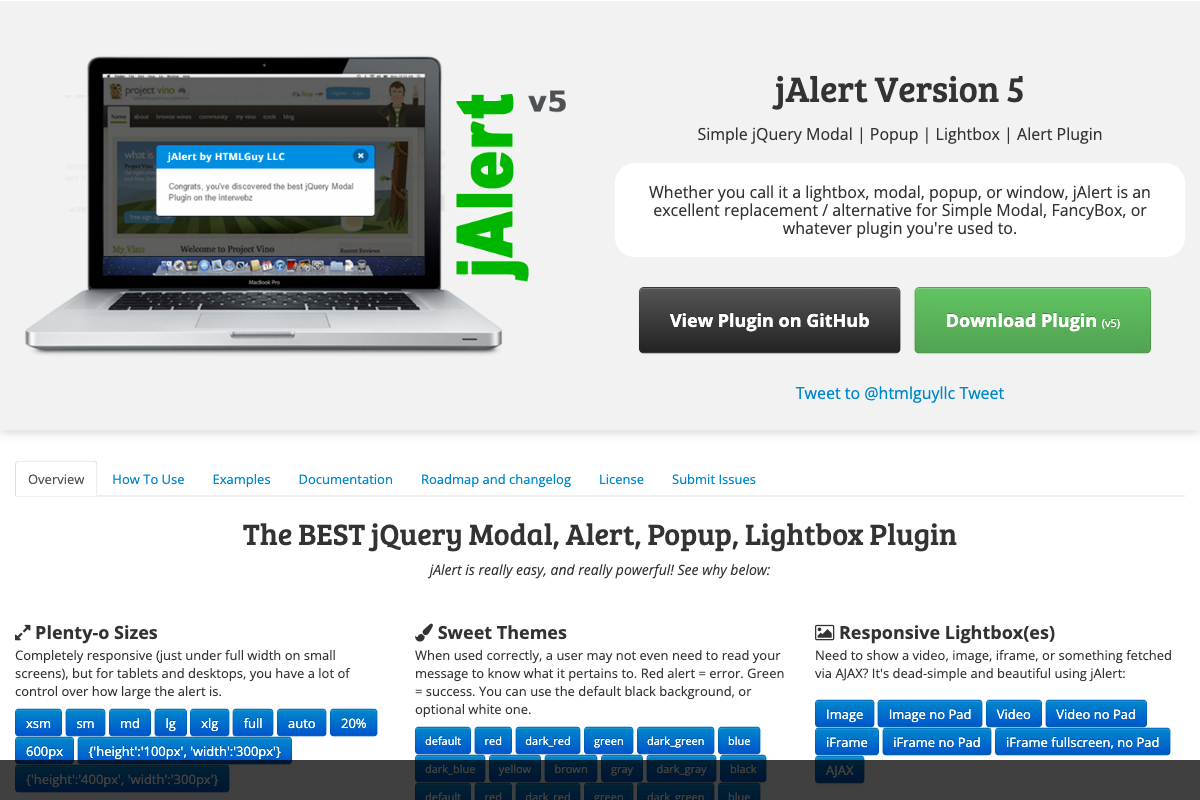 project vino
home about browse wines community my vino tools blog
what is
jAlert by HTMLGuy LLC
Congrats, you've discovered the best jQuery Modal
Plugin on the interwebz
free sign up
My Vino
Welcome to Project Vino
Recent Reviews
MacBook Pro
jAlert
v5
jAlert Version 5
Simple jQuery Modal | Popup | Lightbox | Alert Plugin
Whether you call it a lightbox, modal, popup, or window, jAlert is an
excellent replacement / alternative for Simple Modal, FancyBox, or
whatever plugin you're used to.
View Plugin on GitHub
Download Plugin (v5)
Tweet to @htmlguyllc Tweet
Overview How To Use Examples Documentation Roadmap and changelog License Submit Issues
The BEST jQuery Modal, Alert, Popup, Lightbox Plugin
jAlert is really easy, and really powerful! See why below:
Plenty-o Sizes
Completely responsive (just under full width on small
screens), but for tablets and desktops, you have a lot of
control over how large the alert is.
xsm sm md lg xlg full auto 20%
600px {'height':'100px', 'width':'300px'}
{'height':'400px', 'width':'300px'}
Sweet Themes
When used correctly, a user may not even need to read your
message to know what it pertains to. Red alert = error. Green
= success. You can use the default black background, or
optional white one.
default red dark_red green dark_green blue
dark_blue yellow brown gray dark_gray black
default red dark_red green dark_green blue
Responsive Lightbox(es)
Need to show a video, image, iframe, or something fetched
via AJAX? It's dead-simple and beautiful using jAlert:
Image Image no Pad Video Video no Pad
iFrame iFrame no Pad iFrame fullscreen, no Pad
AJAX